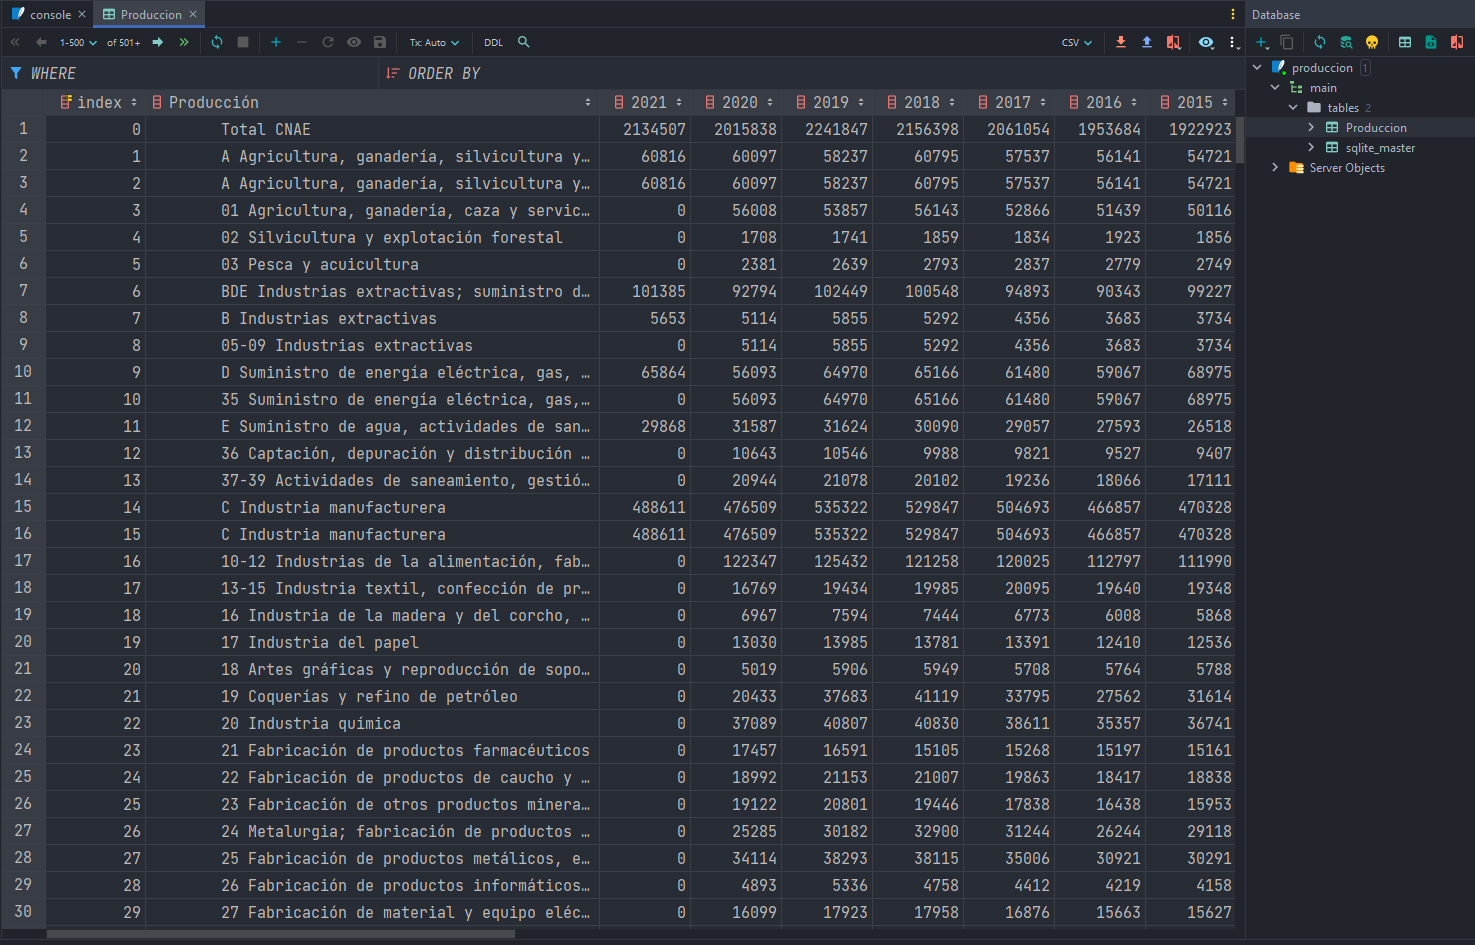 console
Produccion
Database
1-500
of 501+
Tx: Auto
DDL
CSV
WHERE
ORDER BY
index Producción 2021 2020 2019 2018 2017 2016 2015
1 0 Total CNAE 2134507 2015838 2241847 2156398 2061054 1953684 1922923
2 1 A Agricultura, ganadería, silvicultura y… 60816 60097 58237 60795 57537 56141 54721
3 2 A Agricultura, ganadería, silvicultura y… 60816 60097 58237 60795 57537 56141 54721
4 3 01 Agricultura, ganadería, caza y servic… 0 56008 53857 56143 52866 51439 50116
5 4 02 Silvicultura y explotación forestal 0 1708 1741 1859 1834 1923 1856
6 5 03 Pesca y acuicultura 0 2381 2639 2793 2837 2779 2749
7 6 BDE Industrias extractivas; suministro d… 101385 92794 102449 100548 94893 90343 99227
8 7 B Industrias extractivas 5653 5114 5855 5292 4356 3683 3734
9 8 05-09 Industrias extractivas 0 5114 5855 5292 4356 3683 3734
10 9 D Suministro de energía eléctrica, gas, … 65864 56093 64970 65166 61480 59067 68975
11 10 35 Suministro de energía eléctrica, gas,… 0 56093 64970 65166 61480 59067 68975
12 11 E Suministro de agua, actividades de san… 29868 31587 31624 30090 29057 27593 26518
13 12 36 Captación, depuración y distribución … 0 10643 10546 9988 9821 9527 9407
14 13 37-39 Actividades de saneamiento, gestió… 0 20944 21078 20102 19236 18066 17111
15 14 C Industria manufacturera 488611 476509 535322 529847 504693 466857 470328
16 15 C Industria manufacturera 488611 476509 535322 529847 504693 466857 470328
17 16 10-12 Industrias de la alimentación, fab… 0 122347 125432 121258 120025 112797 111990
18 17 13-15 Industria textil, confección de pr… 0 16769 19434 19985 20095 19640 19348
19 18 16 Industria de la madera y del corcho, … 0 6967 7594 7444 6773 6008 5868
20 19 17 Industria del papel 0 13030 13985 13781 13391 12410 12536
21 20 18 Artes gráficas y reproducción de sopo… 0 5019 5906 5949 5708 5764 5788
22 21 19 Coquerías y refino de petróleo 0 20433 37683 41119 33795 27562 31614
23 22 20 Industria química 0 37089 40807 40830 38611 35357 36741
24 23 21 Fabricación de productos farmacéuticos 0 17457 16591 15105 15268 15197 15161
25 24 22 Fabricación de productos de caucho y … 0 18992 21153 21007 19863 18417 18838
26 25 23 Fabricación de otros productos minera… 0 19122 20801 19446 17838 16438 15953
27 26 24 Metalurgia; fabricación de productos … 0 25285 30182 32900 31244 26244 29118
28 27 25 Fabricación de productos metálicos, e… 0 34114 38293 38115 35006 30921 30291
29 28 26 Fabricación de productos informáticos… 0 4893 5336 4758 4412 4219 4158
30 29 27 Fabricación de material y equipo eléc… 0 16099 17923 17958 16876 15663 15627
produccion 1
main
tables 2
Produccion
sqlite_master
Server Objects